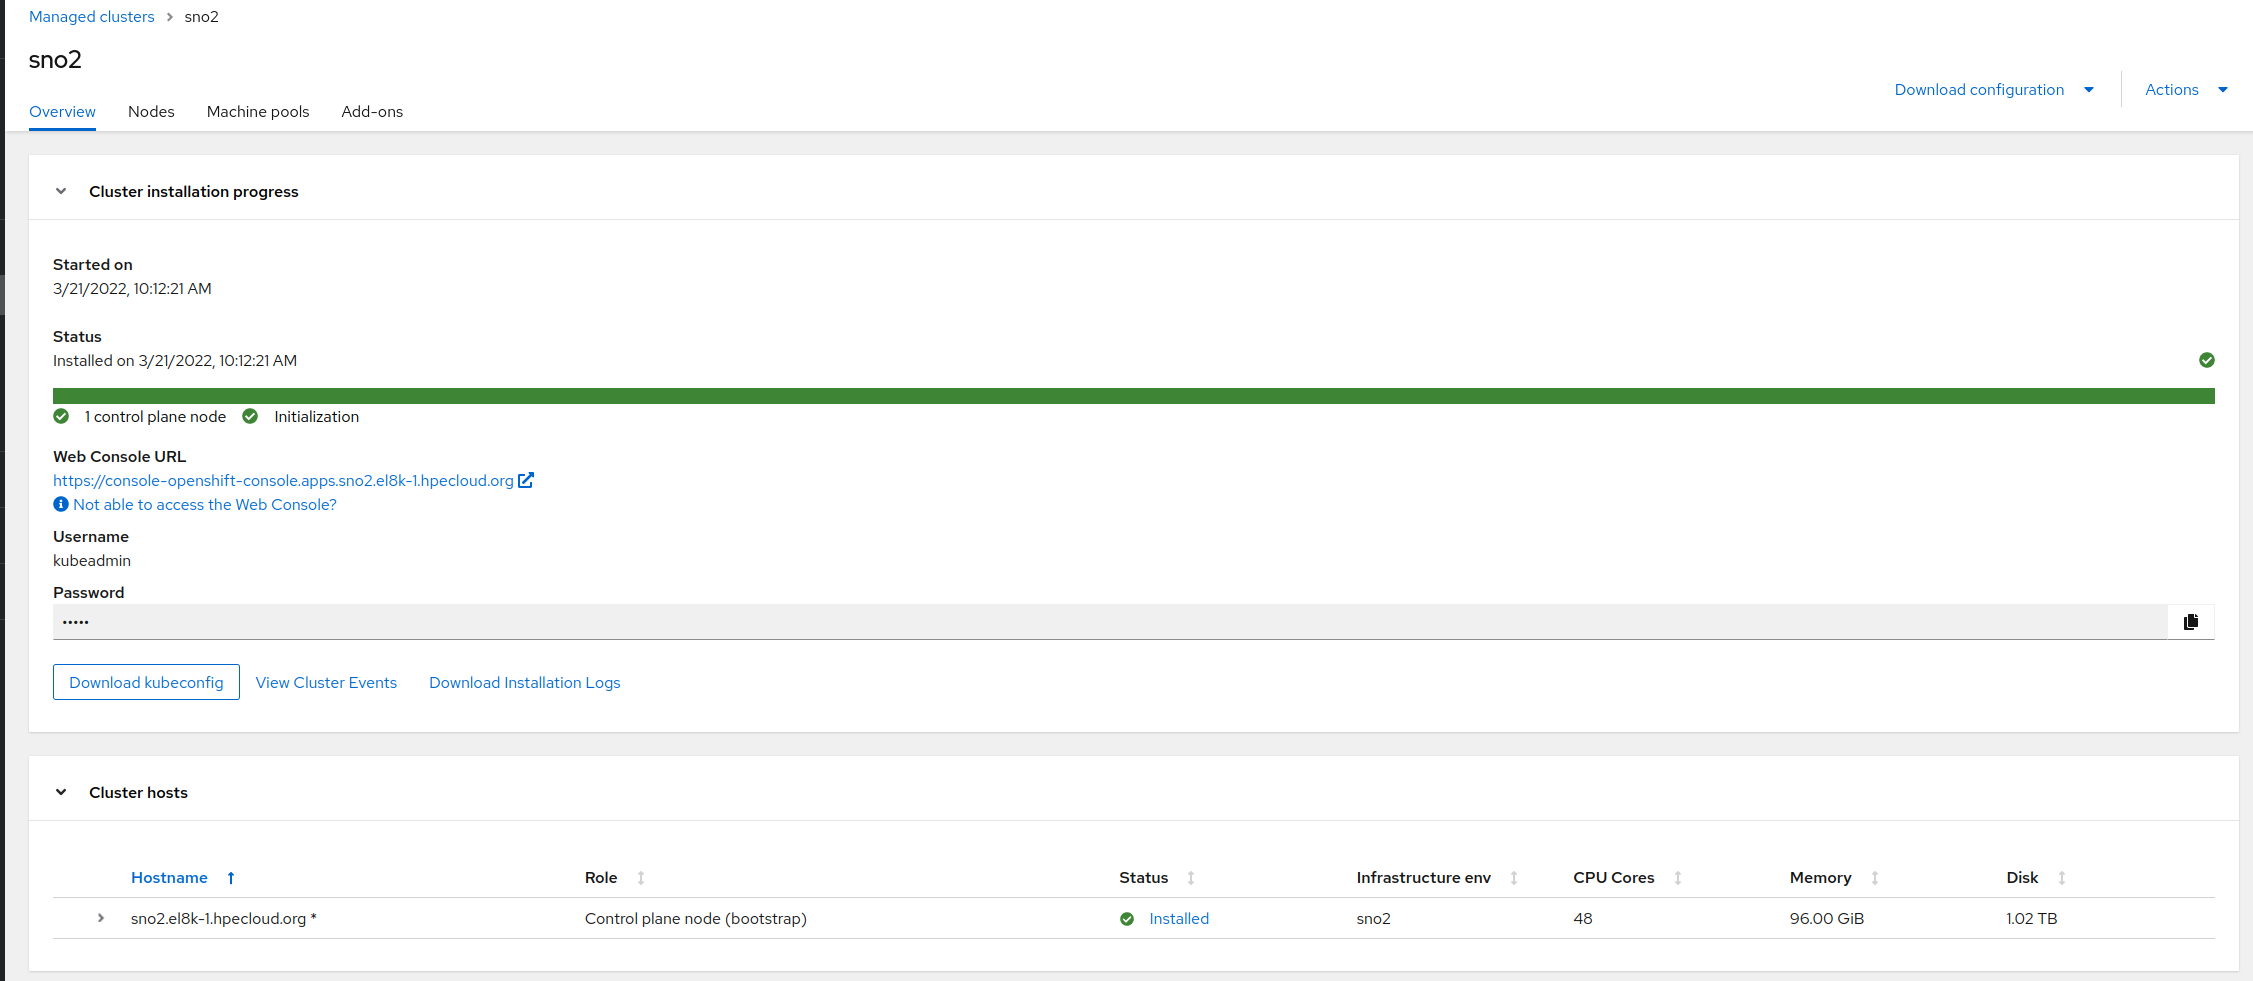 Managed clusters > sno2
sno2
Download configuration Actions
Overview Nodes Machine pools Add-ons
Cluster installation progress
Started on
3/21/2022, 10:12:21 AM
Status
Installed on 3/21/2022, 10:12:21 AM
1 control plane node Initialization
Web Console URL
https://console-openshift-console.apps.sno2.el8k-1.hpecloud.org
Not able to access the Web Console?
Username
kubeadmin
Password
•••••
Download kubeconfig View Cluster Events Download Installation Logs
Cluster hosts
Hostname Role Status Infrastructure env CPU Cores Memory Disk
sno2.el8k-1.hpecloud.org * Control plane node (bootstrap) Installed sno2 48 96.00 GiB 1.02 TB